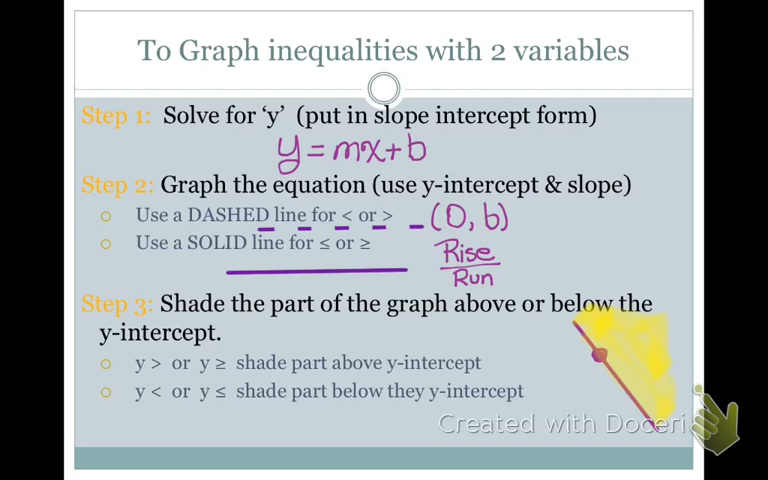 To Graph inequalities with 2 variables
Step 1: Solve for ‘y’ (put in slope intercept form)
y = mx + b
Step 2: Graph the equation (use y-intercept & slope)
Use a DASHED line for < or >
(0, b)
Use a SOLID line for ≤ or ≥
Rise
Run
Step 3: Shade the part of the graph above or below the
y-intercept.
y > or y ≥ shade part above y-intercept
y < or y ≤ shade part below they y-intercept
Created with Doceri